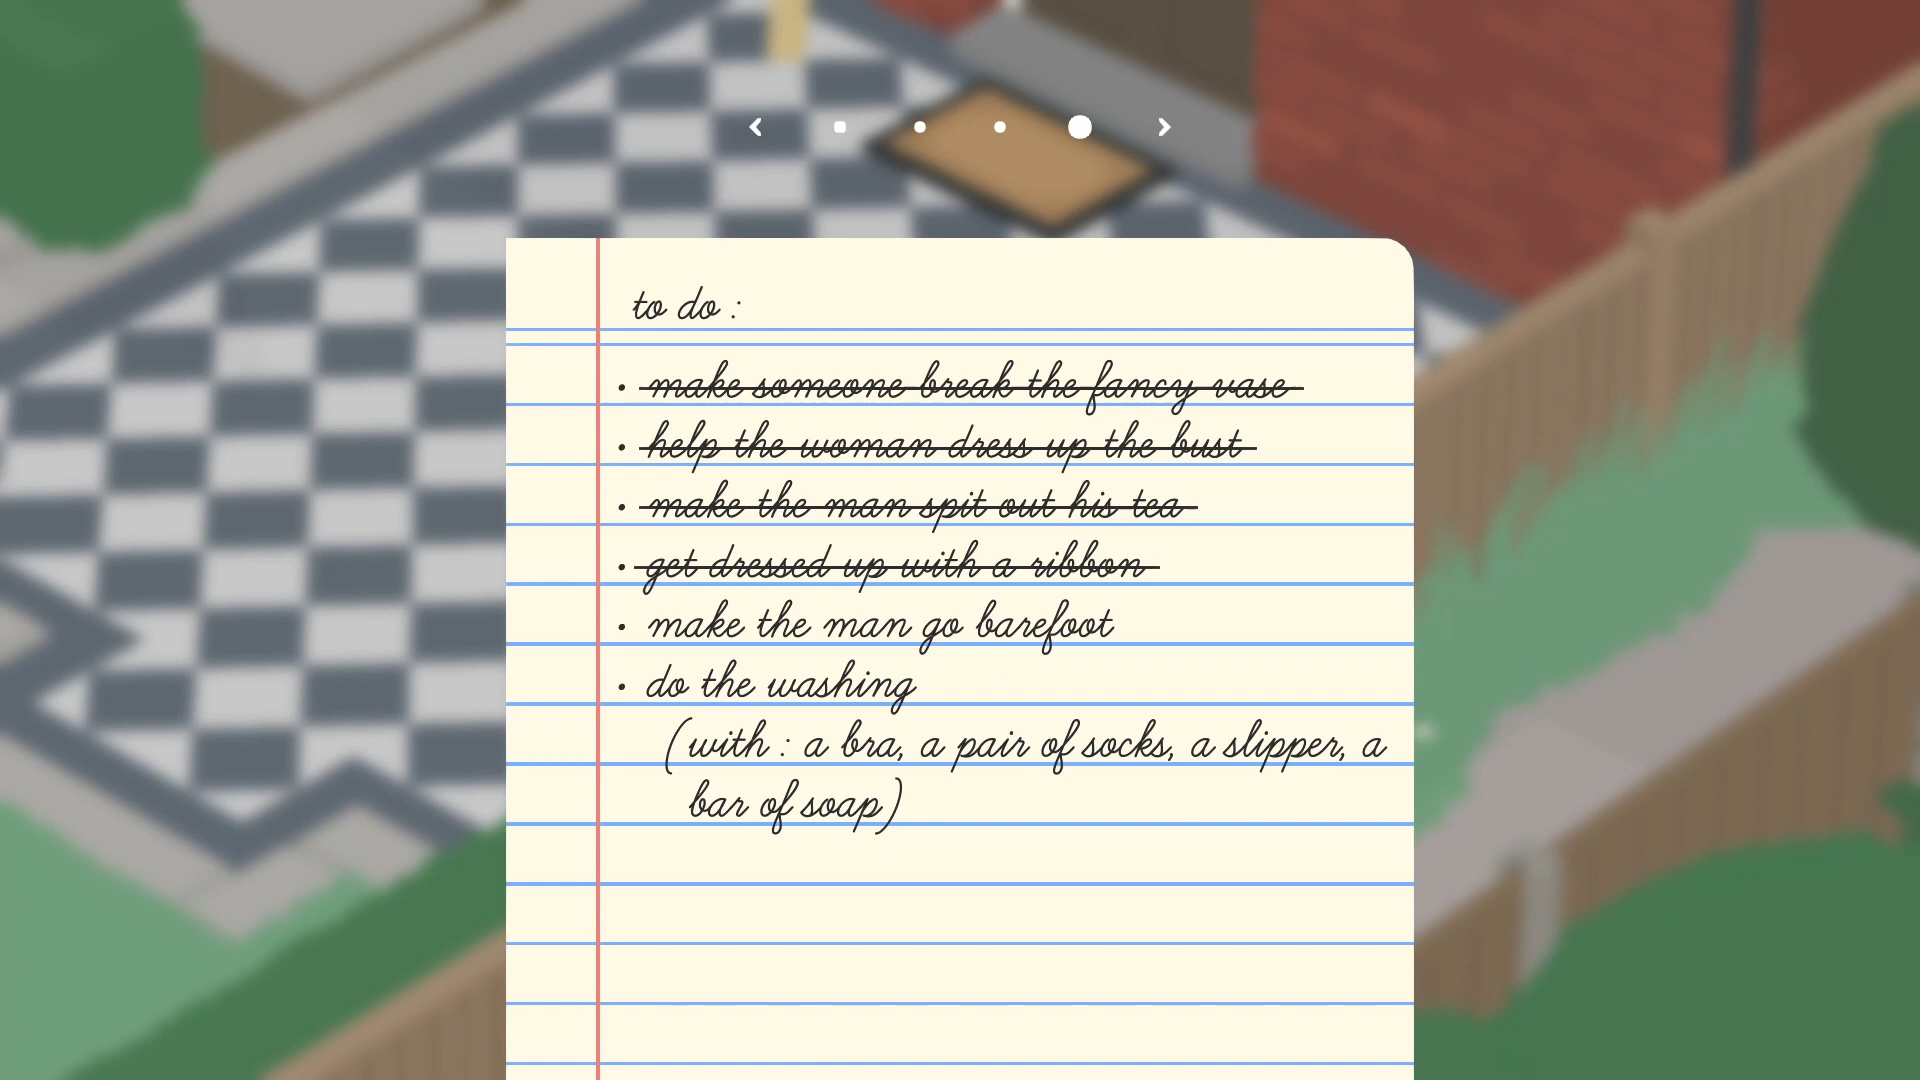 to do :
• make someone break the fancy vase
• help the woman dress up the bust
• make the man spit out his tea
• get dressed up with a ribbon
• make the man go barefoot
• do the washing
(with : a bra, a pair of socks, a slipper, a
bar of soap)